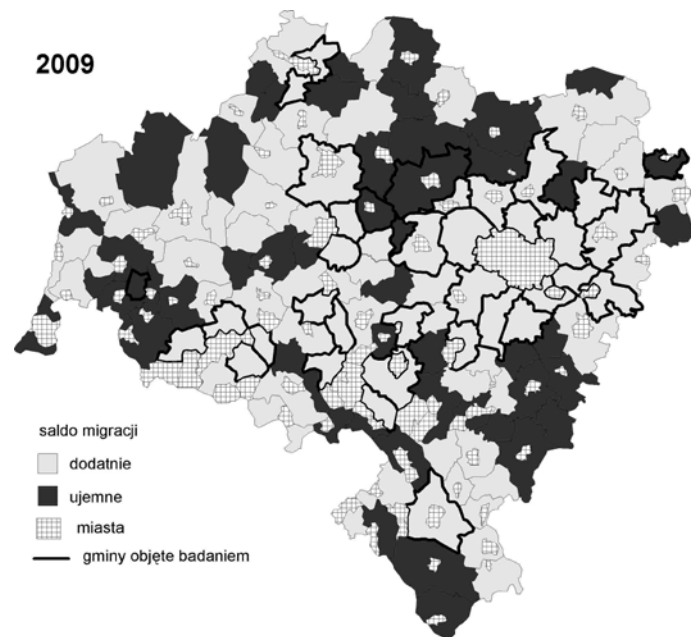 2009
saldo migracji
dodatnie
ujemne
miasta
gminy objęte badaniem